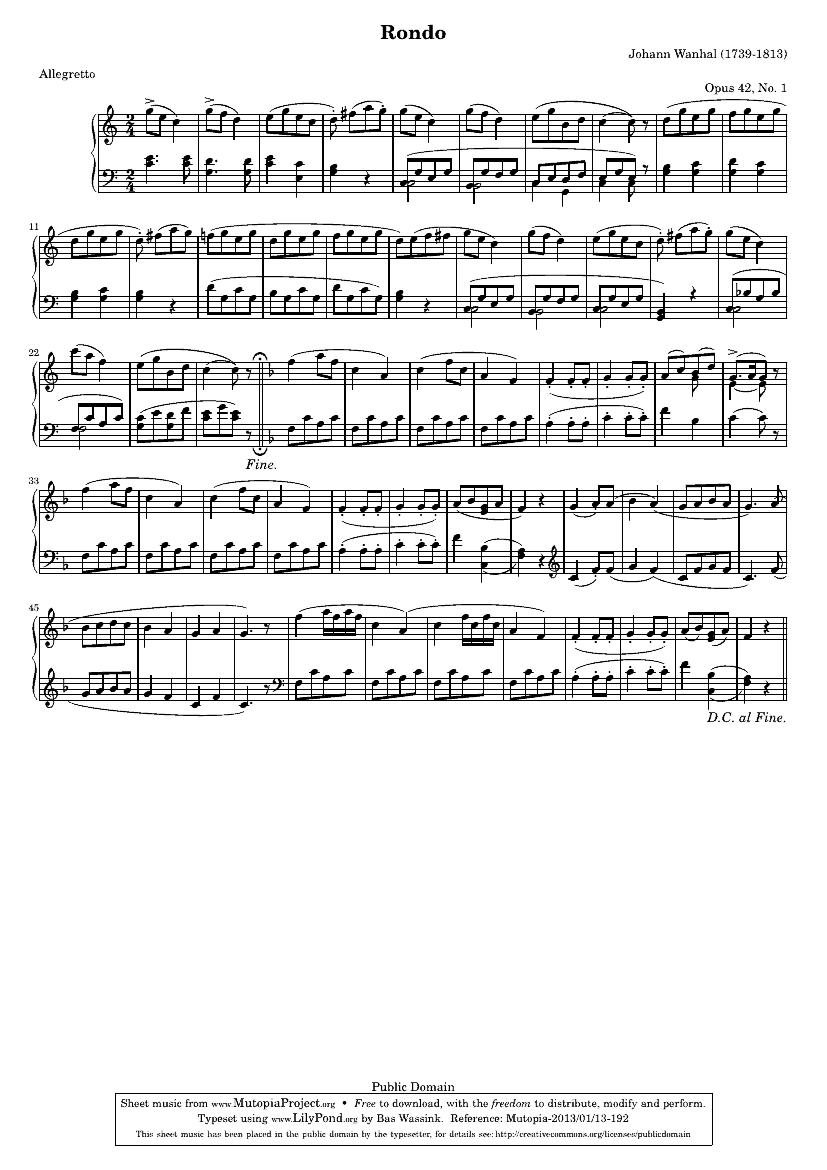 Rondo
Johann Wanhal (1739-1813)
Allegretto
Opus 42, No. 1
11
22
Fine.
33
45
D.C. al Fine.
Public Domain
Sheet music from www.MutopiaProject.org • Free to download, with the freedom to distribute, modify and perform.
Typeset using www.LilyPond.org by Bas Wassink. Reference: Mutopia-2013/01/13-192
This sheet music has been placed in the public domain by the typesetter, for details see: http://creativecommons.org/licenses/publicdomain